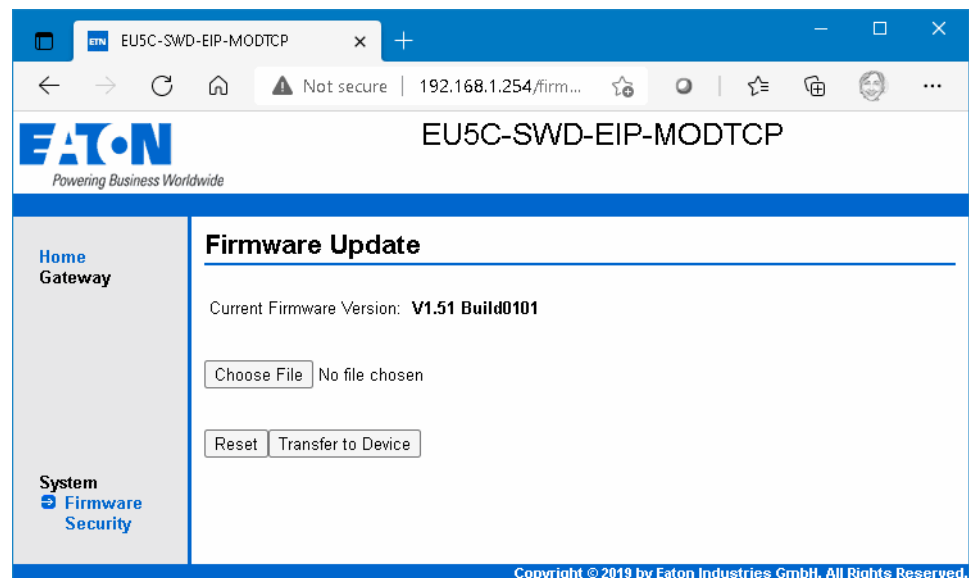 ETN EU5C-SWD-EIP-MODTCP
Not secure | 192.168.1.254/firm...
EATON
Powering Business Worldwide
EU5C-SWD-EIP-MODTCP
Home
Gateway
System
Firmware
Security
Firmware Update
Current Firmware Version: V1.51 Build0101
Choose File No file chosen
Reset Transfer to Device
Copyright © 2019 by Eaton Industries GmbH. All Rights Reserved.